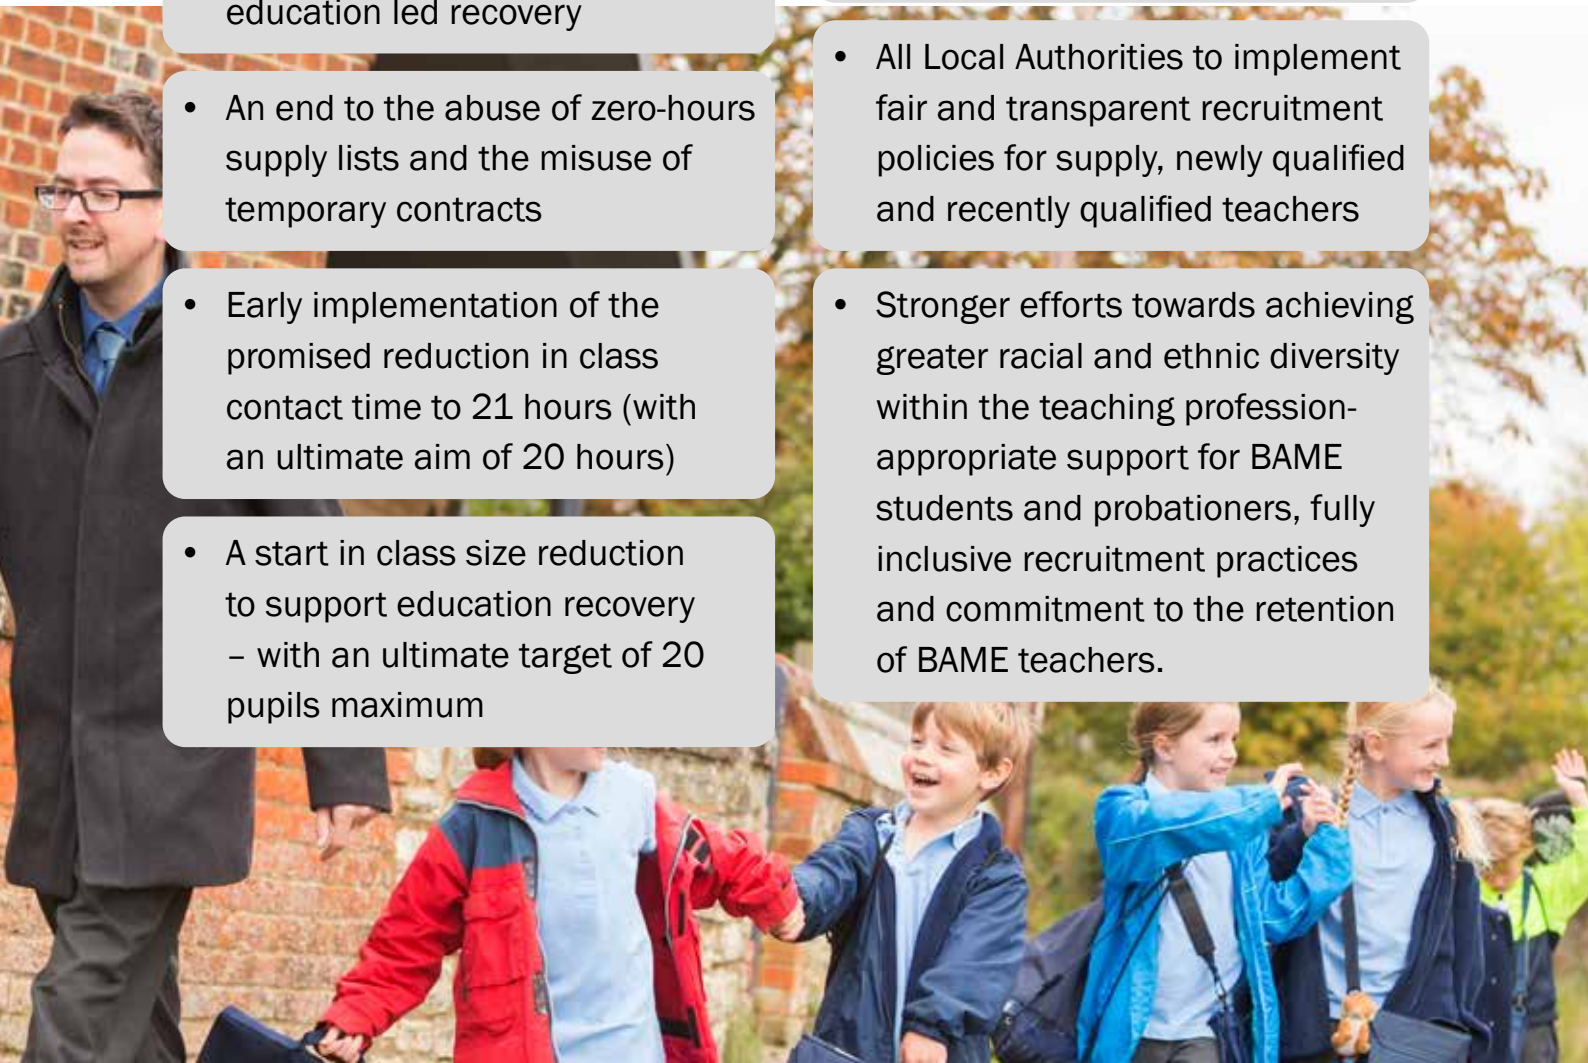 education led recovery
• An end to the abuse of zero-hours
supply lists and the misuse of
temporary contracts
• Early implementation of the
promised reduction in class
contact time to 21 hours (with
an ultimate aim of 20 hours)
• A start in class size reduction
to support education recovery
– with an ultimate target of 20
pupils maximum
• All Local Authorities to implement
fair and transparent recruitment
policies for supply, newly qualified
and recently qualified teachers
• Stronger efforts towards achieving
greater racial and ethnic diversity
within the teaching profession-
appropriate support for BAME
students and probationers, fully
inclusive recruitment practices
and commitment to the retention
of BAME teachers.